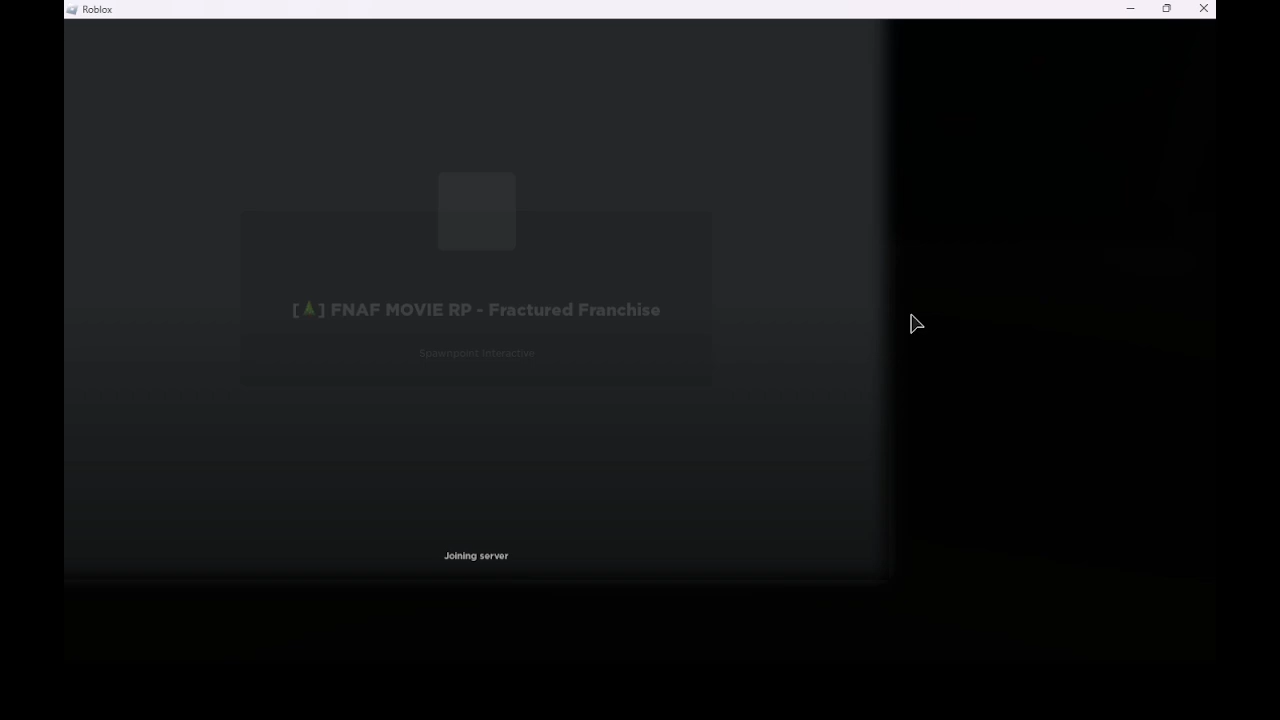 Roblox
[🌲] FNAF MOVIE RP - Fractured Franchise
Spawnpoint Interactive
Joining server